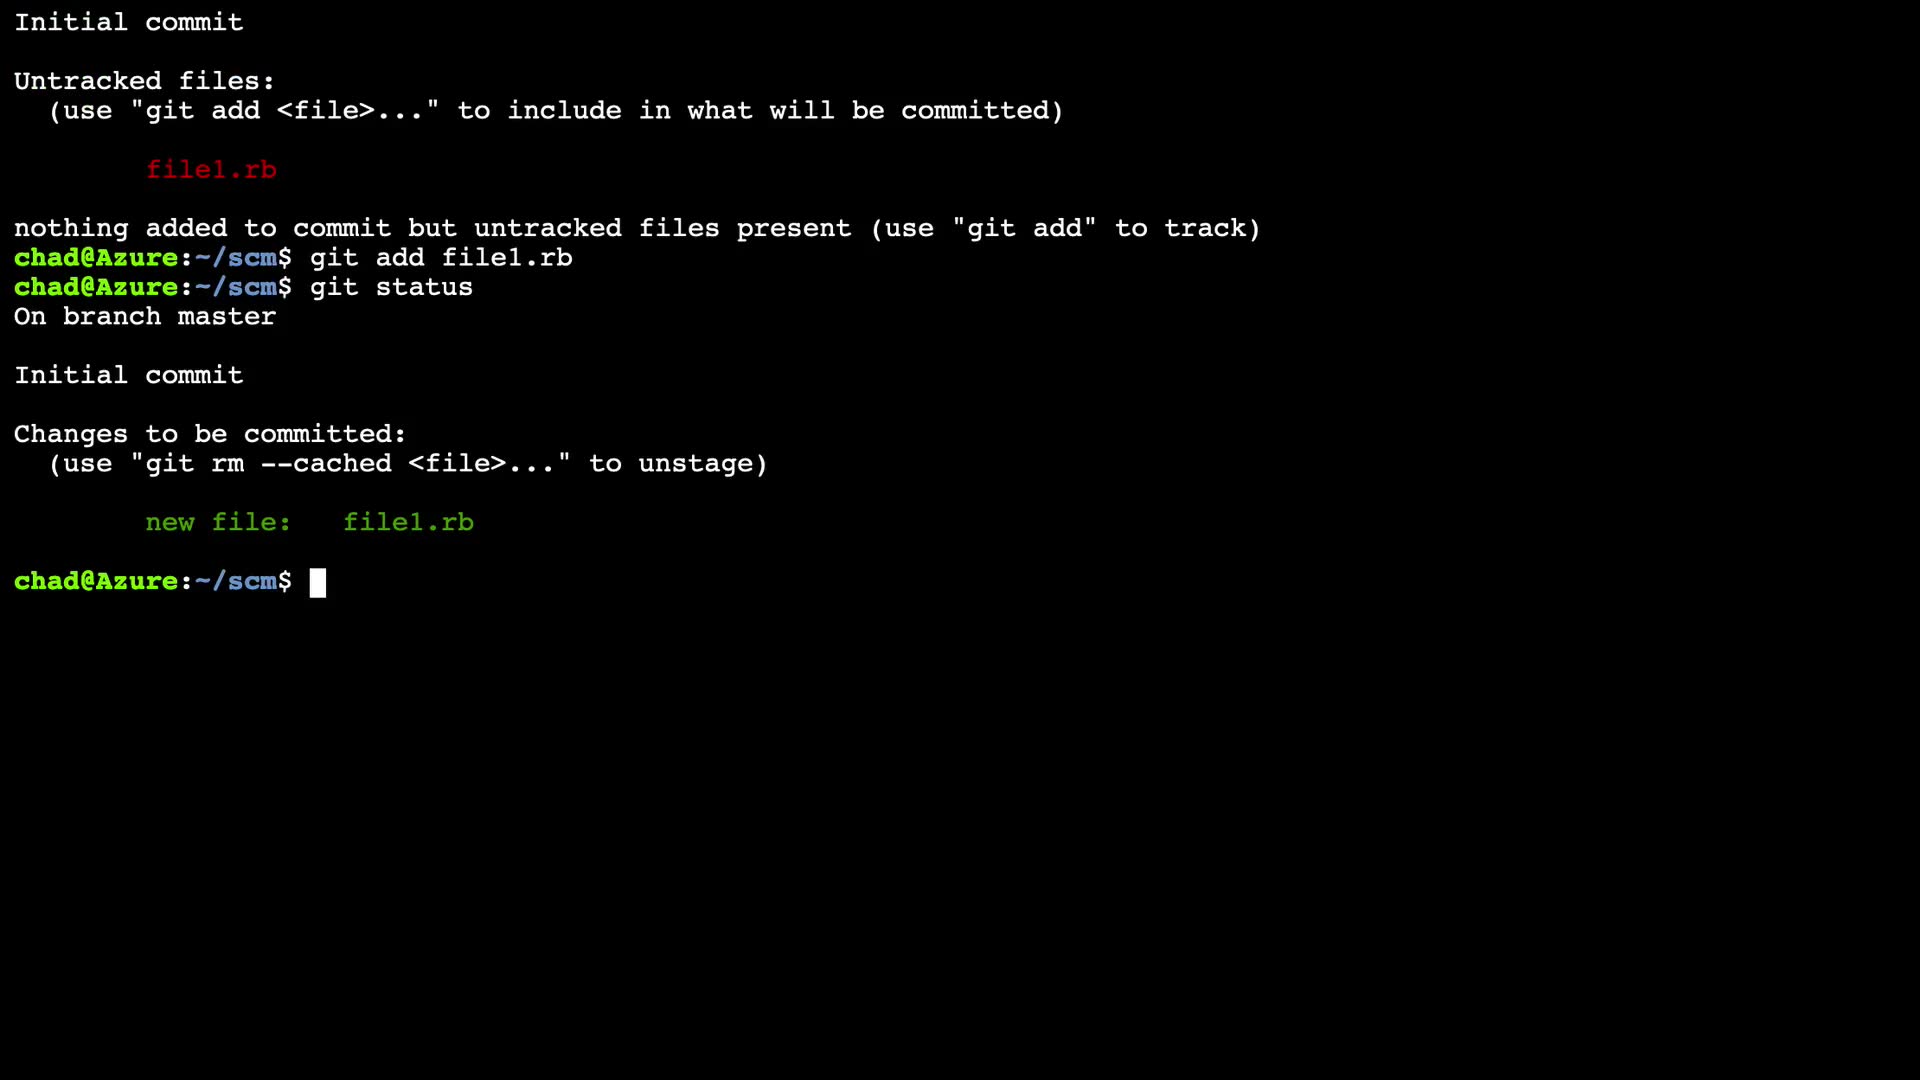 Initial commit
Untracked files:
(use "git add <file>..." to include in what will be committed)
file1.rb
nothing added to commit but untracked files present (use "git add" to track)
chad@Azure:~/scm$ git add file1.rb
chad@Azure:~/scm$ git status
On branch master
Initial commit
Changes to be committed:
(use "git rm --cached <file>..." to unstage)
new file:   file1.rb
chad@Azure:~/scm$